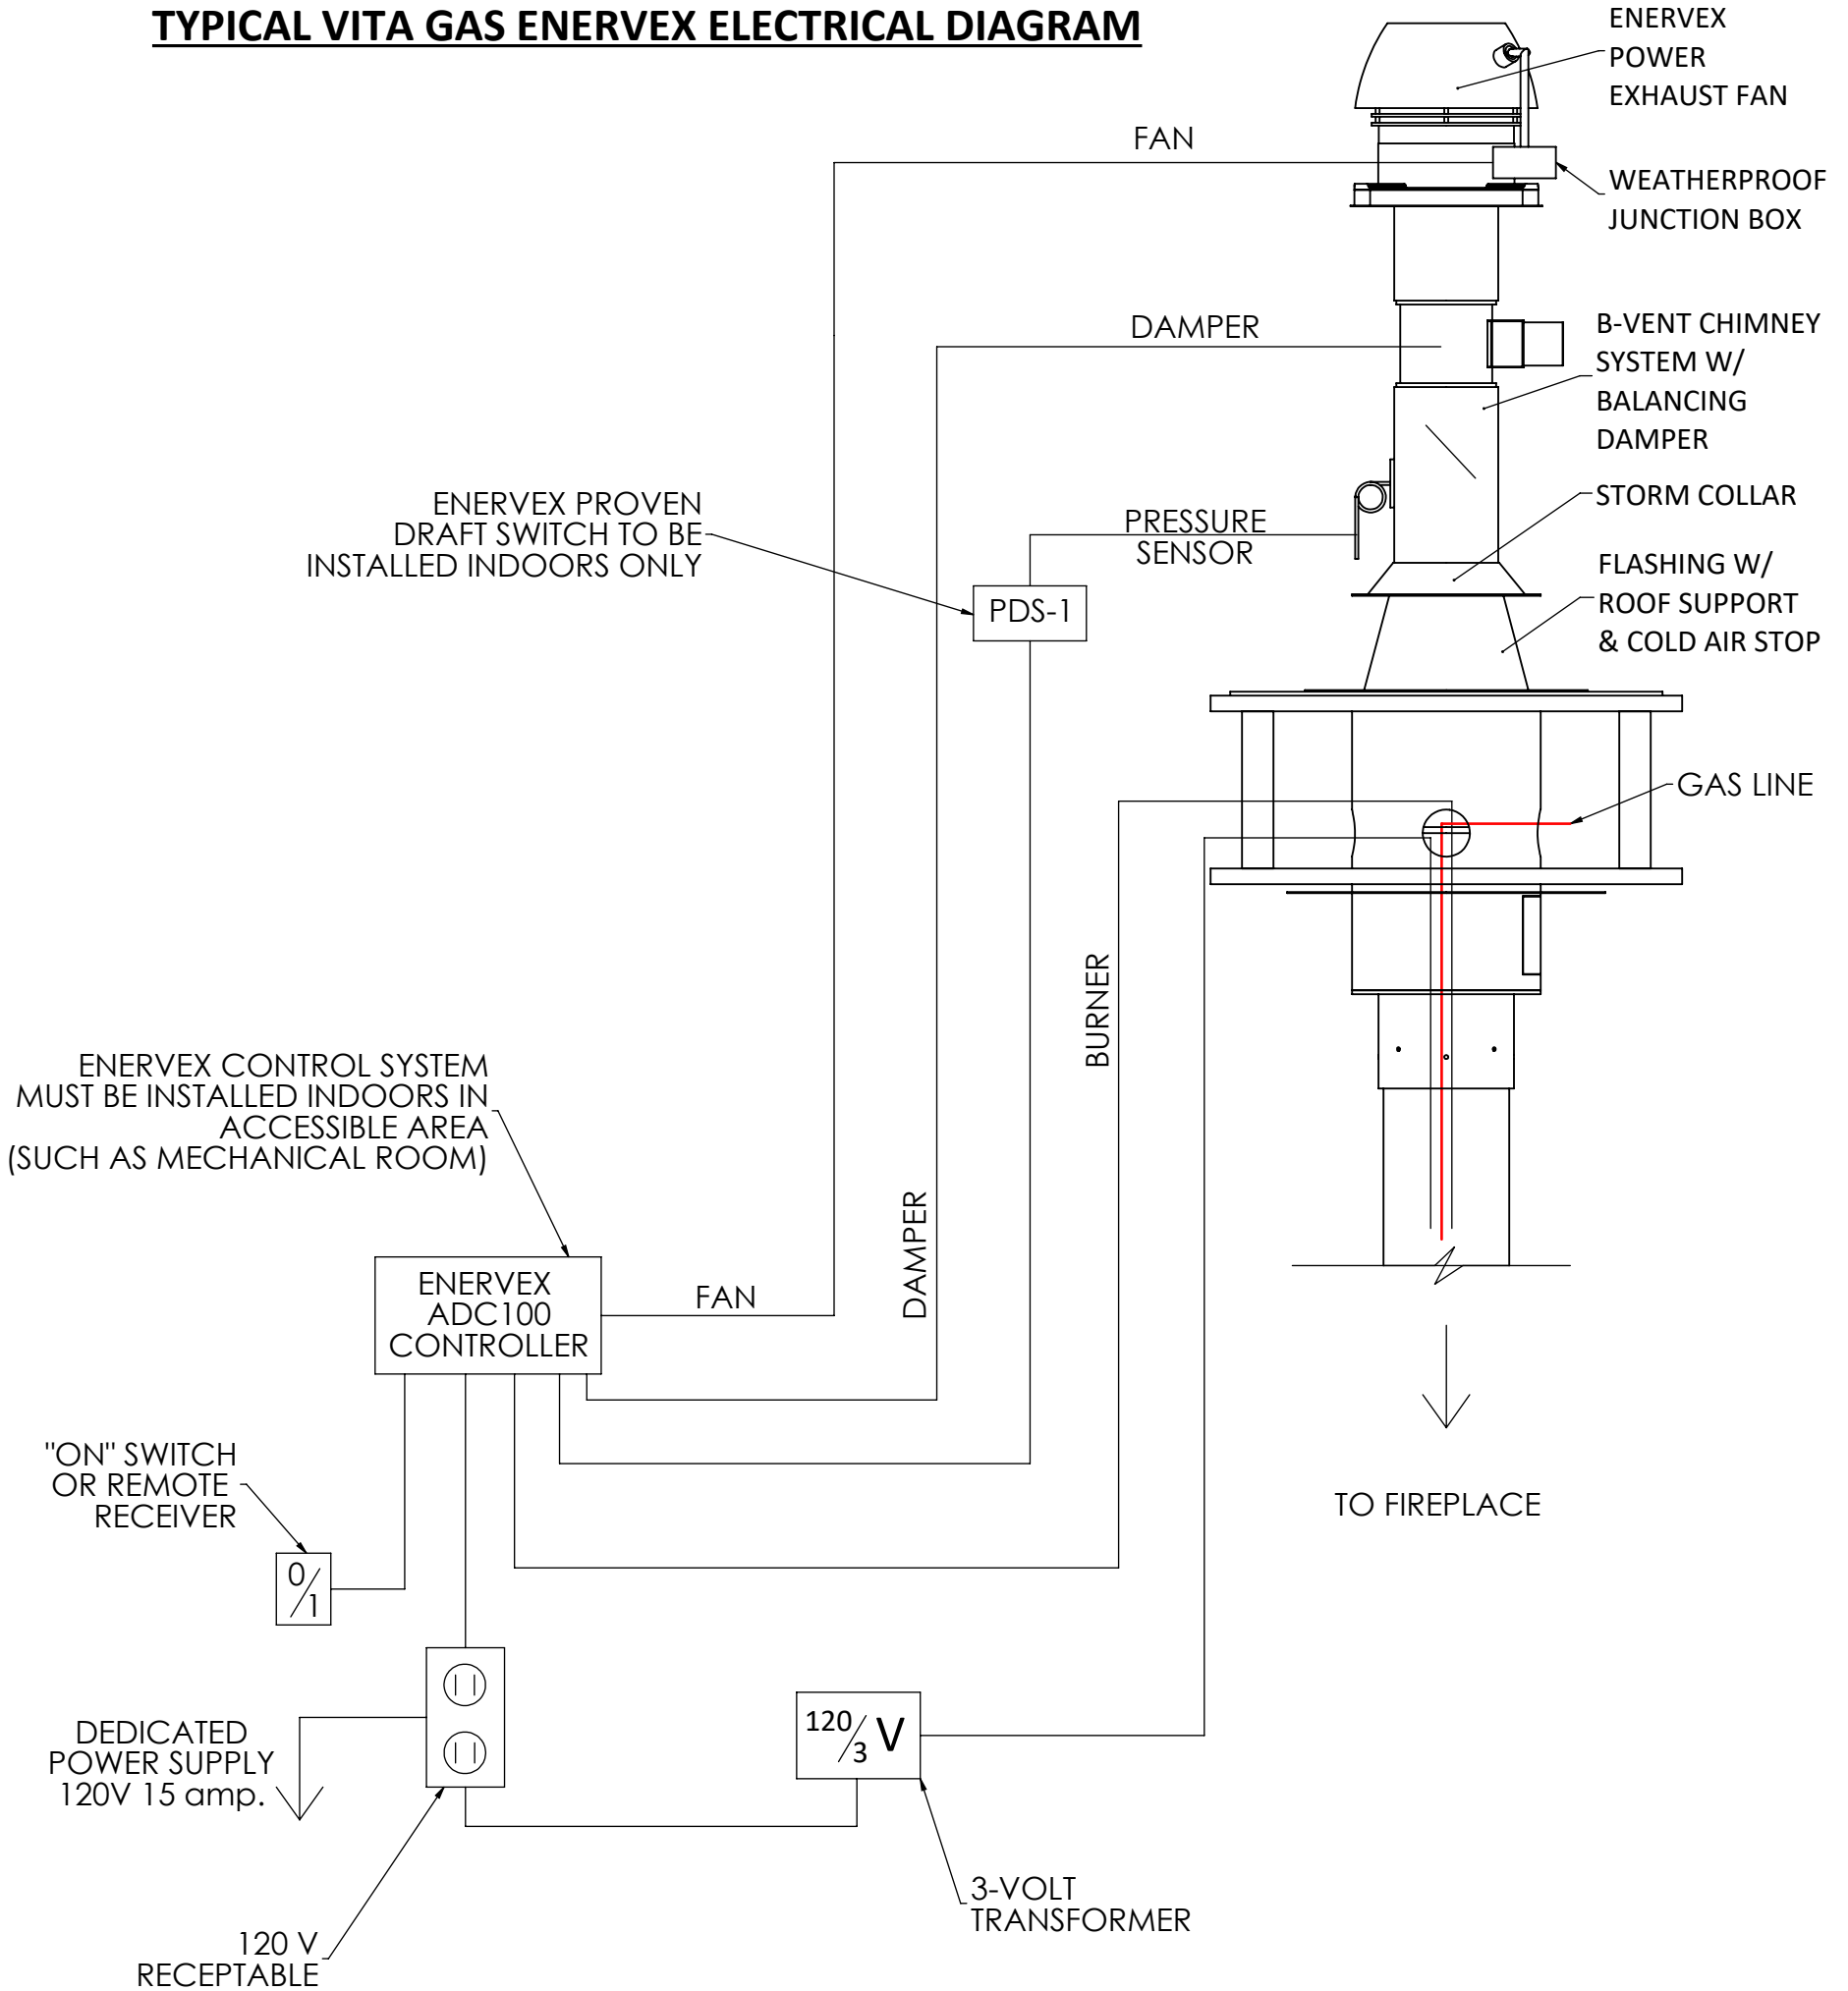 TYPICAL VITA GAS ENERVEX ELECTRICAL DIAGRAM
ENERVEX
POWER
EXHAUST FAN
FAN
WEATHERPROOF
JUNCTION BOX
DAMPER
B-VENT CHIMNEY
SYSTEM W/
BALANCING
DAMPER
ENERVEX PROVEN
DRAFT SWITCH TO BE
INSTALLED INDOORS ONLY
PRESSURE
SENSOR
STORM COLLAR
PDS-1
FLASHING W/
ROOF SUPPORT
& COLD AIR STOP
GAS LINE
BURNER
ENERVEX CONTROL SYSTEM
MUST BE INSTALLED INDOORS IN
ACCESSIBLE AREA
(SUCH AS MECHANICAL ROOM)
DAMPER
ENERVEX
ADC100
CONTROLLER
FAN
"ON" SWITCH
OR REMOTE
RECEIVER
0/1
TO FIREPLACE
DEDICATED
POWER SUPPLY
120V 15 amp.
120/3 V
3-VOLT
TRANSFORMER
120 V
RECEPTABLE